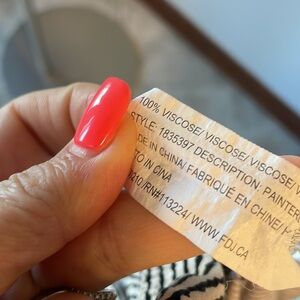 100% VISCOSE/ VISCOSE/ VISCOSE/
STYLE: 1835397 DESCRIPTION: PAINTER
DE IN CHINA/ FABRIQUÉ EN CHINE/
TO IN CINA
RN#113224/ WWW.FDJ.CA